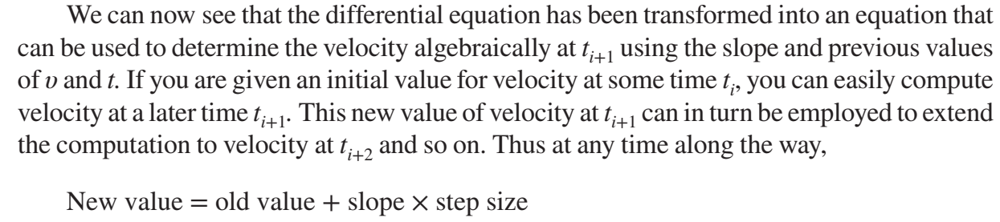 We can now see that the differential equation has been transformed into an equation that
can be used to determine the velocity algebraically at t_{i+1} using the slope and previous values
of υ and t. If you are given an initial value for velocity at some time t_i, you can easily compute
velocity at a later time t_{i+1}. This new value of velocity at t_{i+1} can in turn be employed to extend
the computation to velocity at t_{i+2} and so on. Thus at any time along the way,
New value = old value + slope × step size